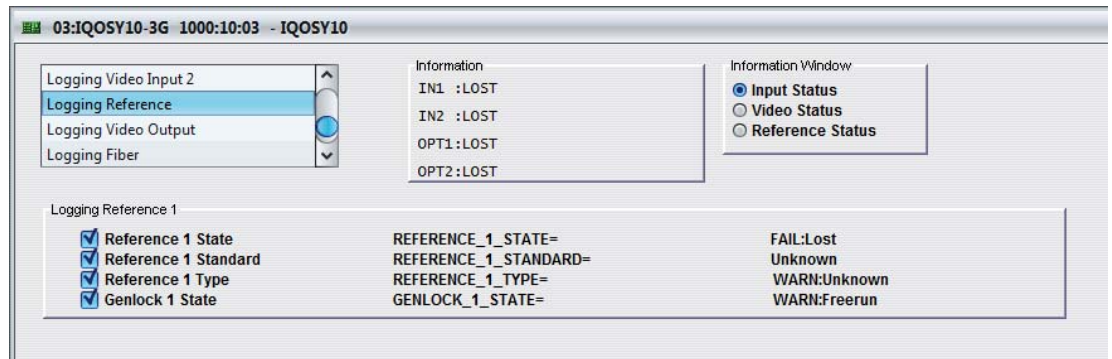 03:IQOSY10-3G 1000:10:03 - IQOSY10
Logging Video Input 2
Logging Reference
Logging Video Output
Logging Fiber
Information
IN1 :LOST
IN2 :LOST
OPT1:LOST
OPT2:LOST
Information Window
Input Status
Video Status
Reference Status
Logging Reference 1
Reference 1 State REFERENCE_1_STATE= FAIL:Lost
Reference 1 Standard REFERENCE_1_STANDARD= Unknown
Reference 1 Type REFERENCE_1_TYPE= WARN:Unknown
Genlock 1 State GENLOCK_1_STATE= WARN:Freerun